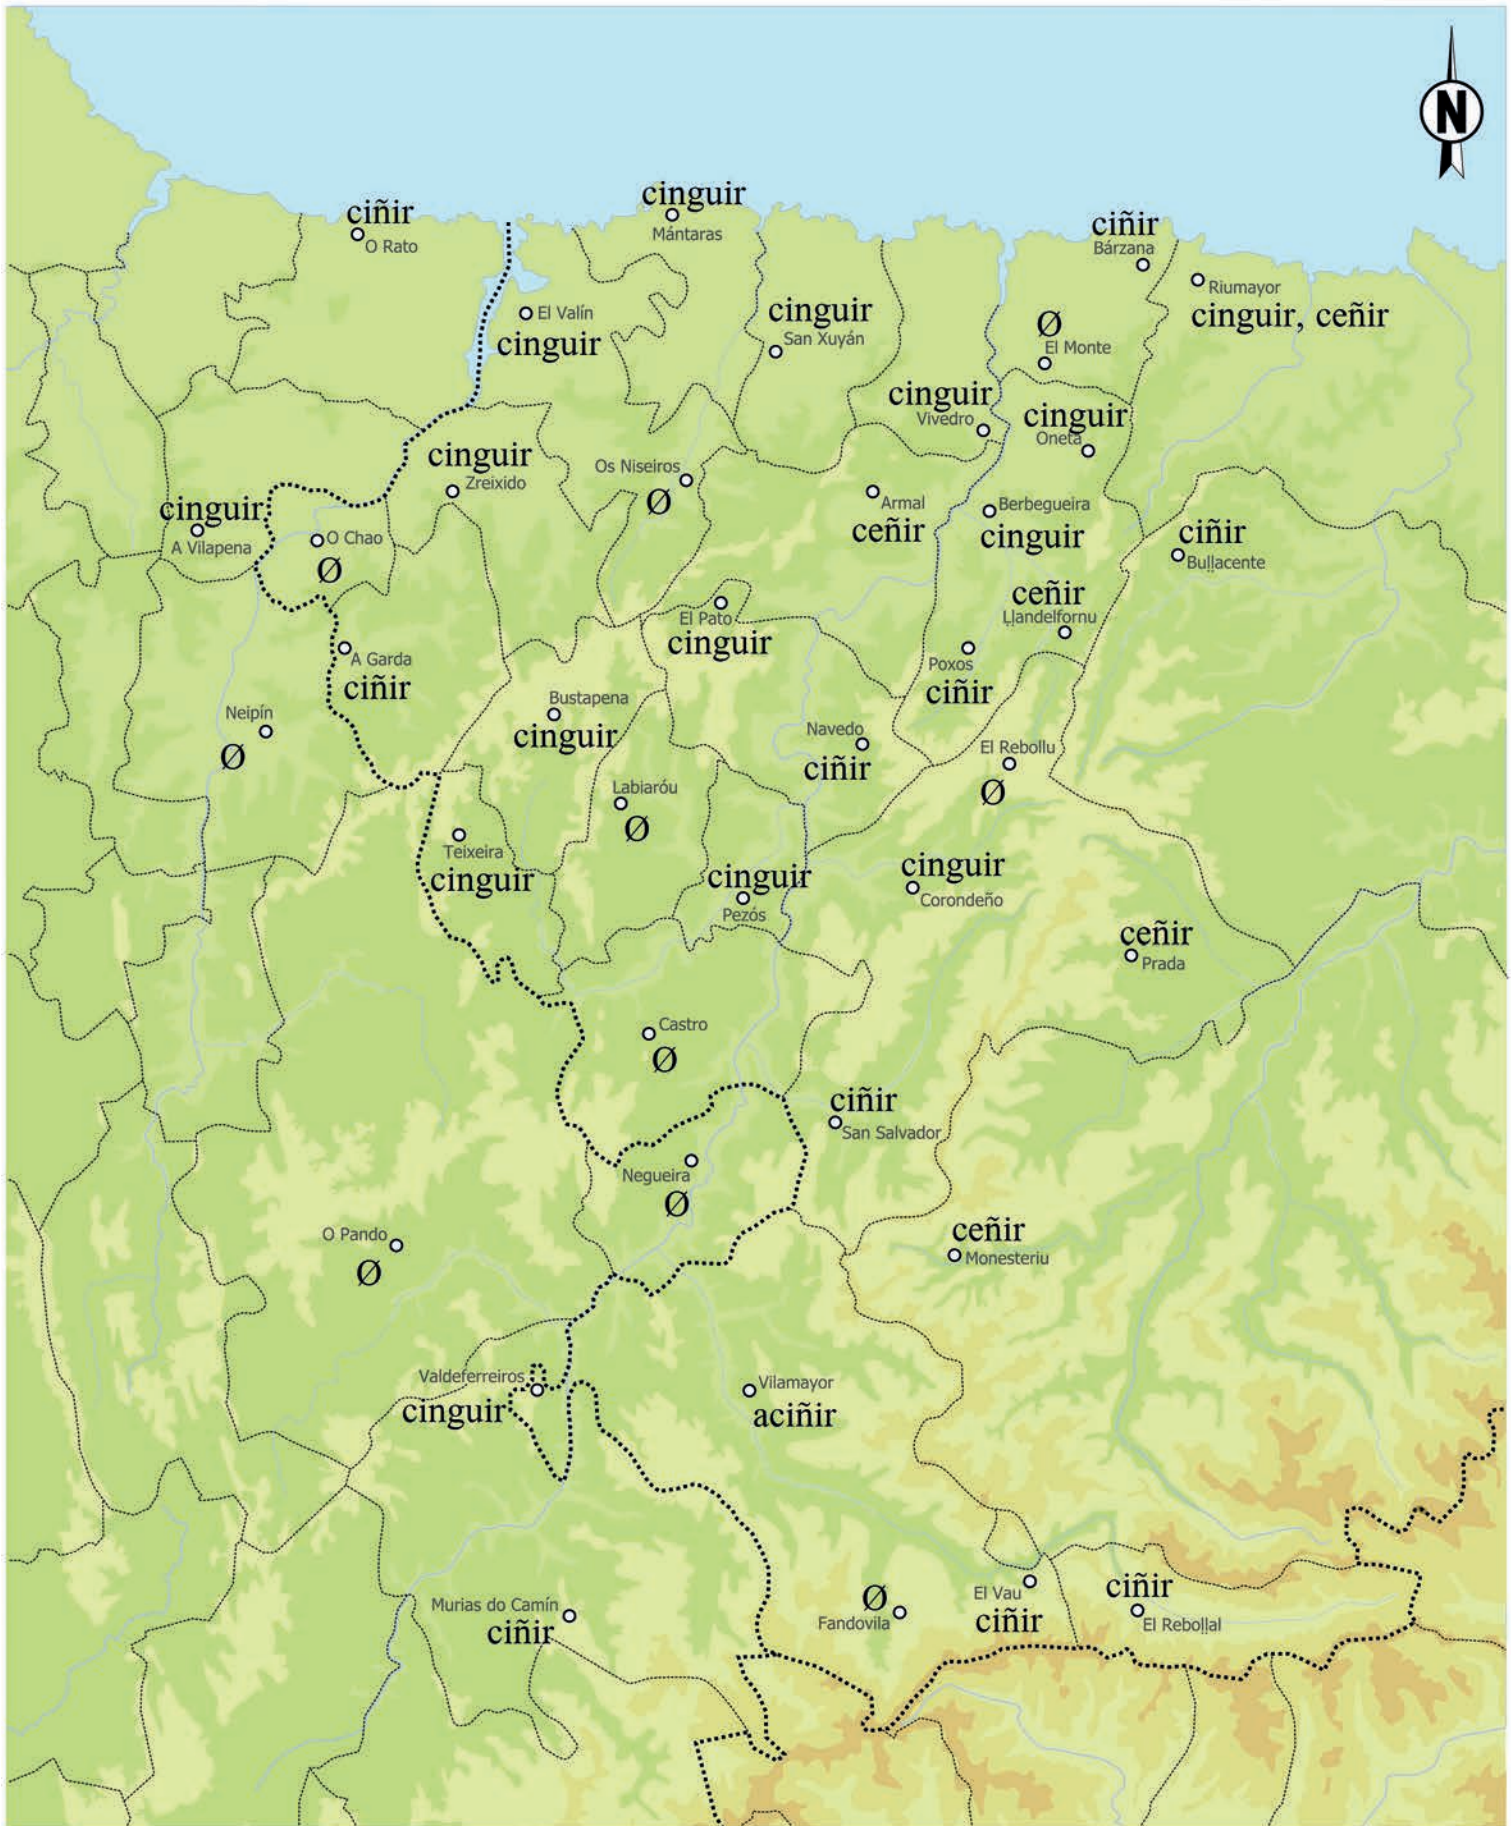 N
cinguir
Mántaras
ciñir
O Rato
ciñir
Bárzana
Riumayor
cinguir, ceñir
El Valín
cinguir
cinguir
San Xuyán
Ø
El Monte
cinguir
Vivedro
cinguir
Oneta
cinguir
Zreixido
Os Niseiros
Ø
Armal
ceñir
Berbegueira
cinguir
cinguir
A Vilapena
O Chao
Ø
ciñir
Buḷḷacente
ceñir
Ḷḷandelfornu
El Pato
cinguir
A Garda
ciñir
Poxos
ciñir
Neipín
Ø
Bustapena
cinguir
Navedo
ciñir
El Rebollu
Ø
Labiaróu
Ø
Teixeira
cinguir
cinguir
Pezós
cinguir
Corondeño
ceñir
Prada
Castro
Ø
ciñir
San Salvador
Negueira
Ø
O Pando
Ø
ceñir
Monesteriu
Valdeferreiros
cinguir
Vilamayor
aciñir
Murias do Camín
ciñir
Ø
Fandovila
El Vau
ciñir
ciñir
El Reboḷḷal